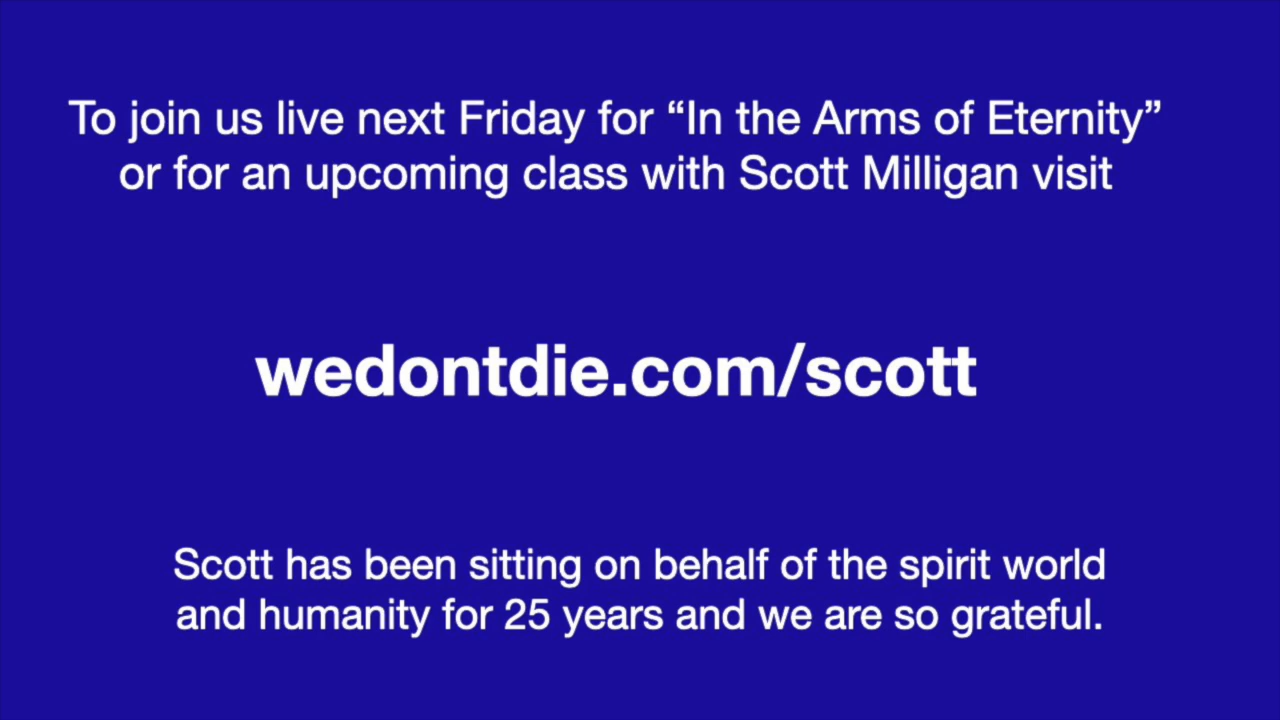 To join us live next Friday for “In the Arms of Eternity”
or for an upcoming class with Scott Milligan visit
wedontdie.com/scott
Scott has been sitting on behalf of the spirit world
and humanity for 25 years and we are so grateful.